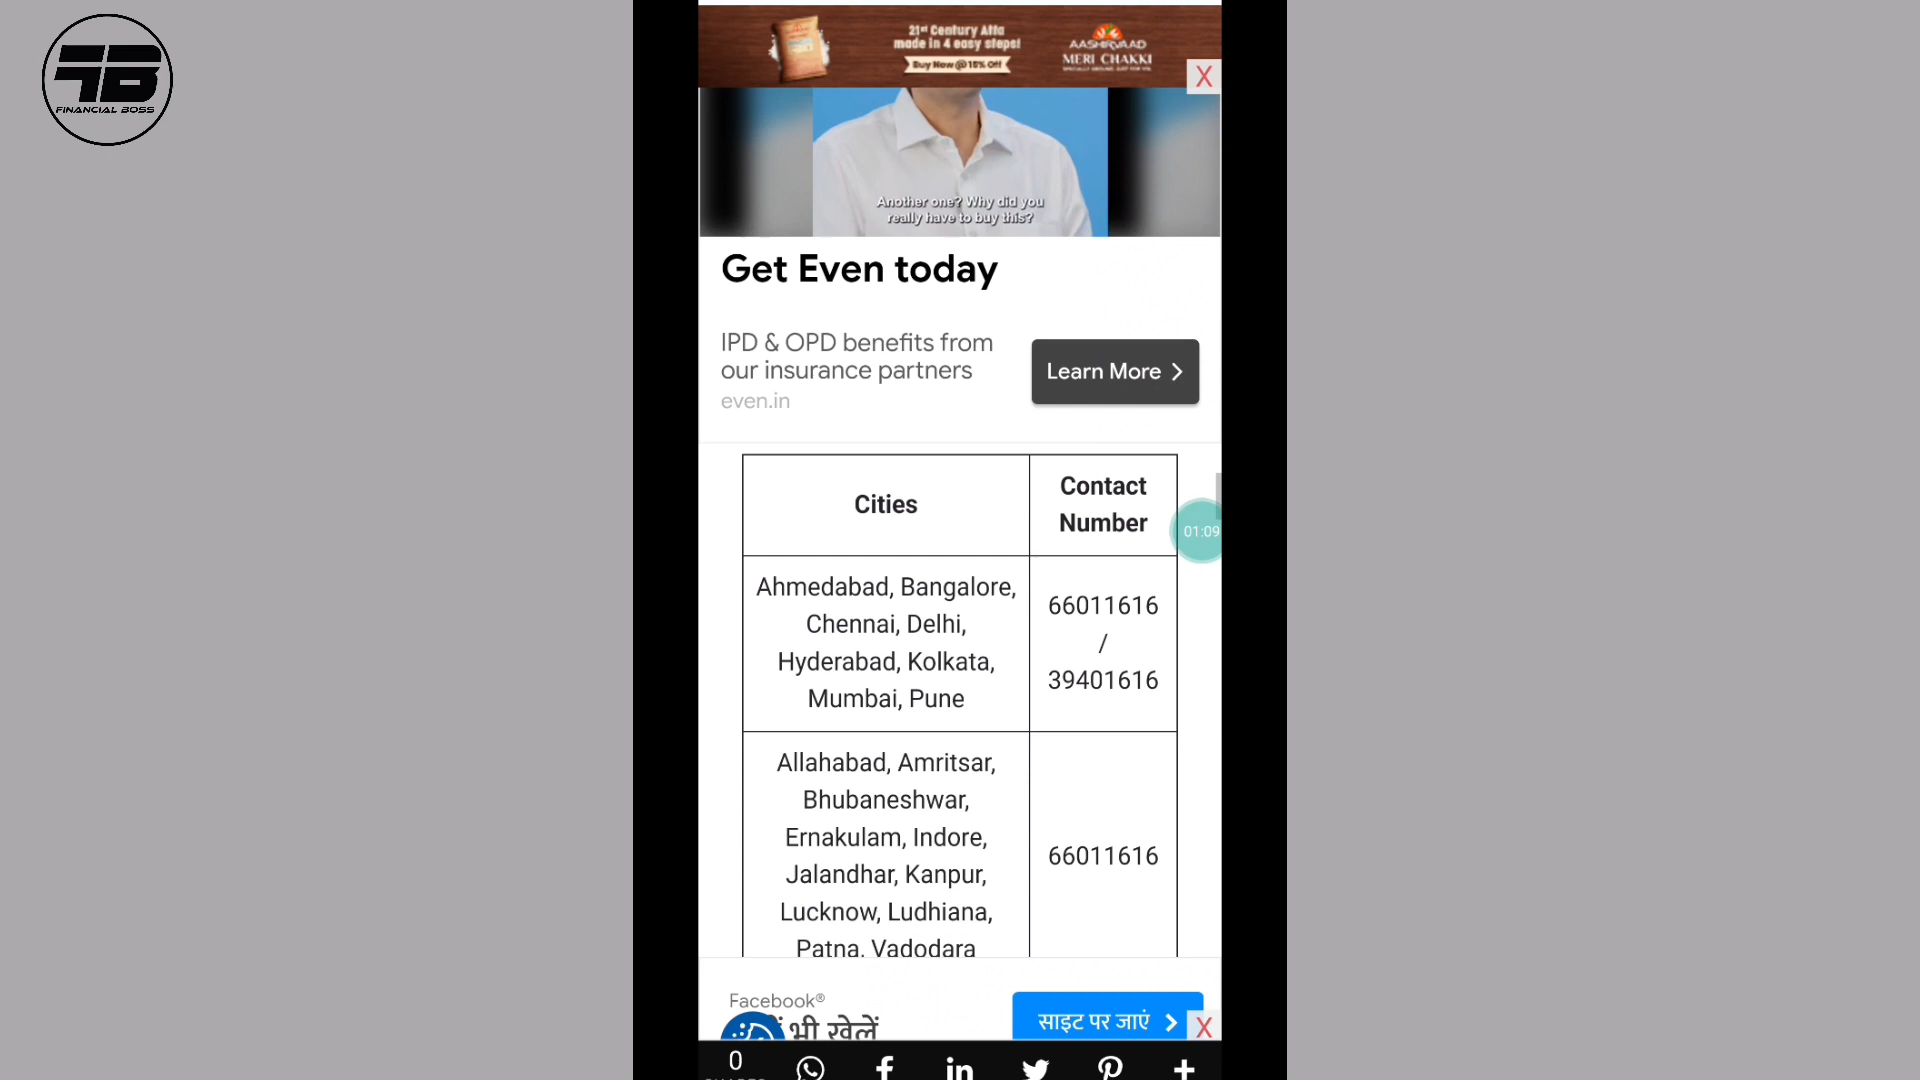 FB
FINANCIAL BOSS
21st Century Atta
made in 4 easy steps!
Buy Now @ 15% Off
AASHIRVAAD
MERI CHAKKI
X
Another one? Why did you
really have to buy this?
Get Even today
IPD & OPD benefits from
our insurance partners
even.in
Learn More
Cities
Contact
Number
01:09
Ahmedabad, Bangalore,
Chennai, Delhi,
Hyderabad, Kolkata,
Mumbai, Pune
66011616
/
39401616
Allahabad, Amritsar,
Bhubaneshwar,
Ernakulam, Indore,
Jalandhar, Kanpur,
Lucknow, Ludhiana,
Patna, Vadodara
66011616
Facebook®
भी खेलें
साइट पर जाएं
X
0